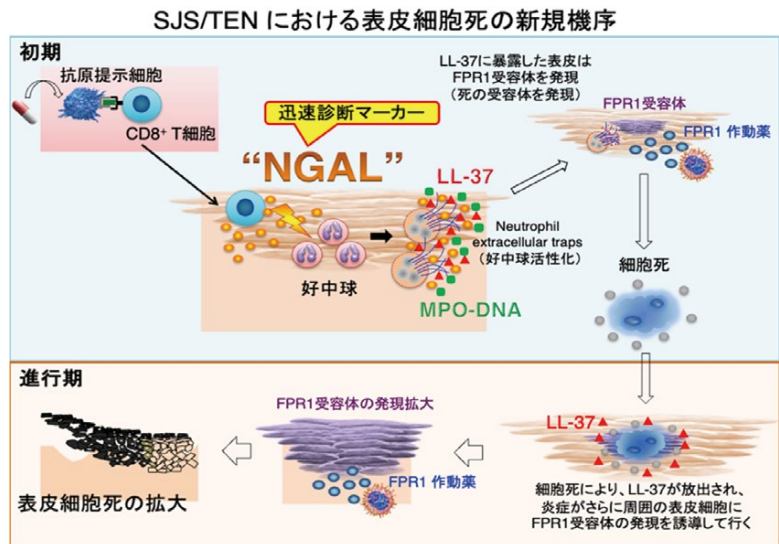 SJS/TEN における表皮細胞死の新規機序
初期
抗原提示細胞
CD8+ T細胞
迅速診断マーカー
“NGAL”
好中球
LL-37
Neutrophil
extracellular traps
(好中球活性化)
MPO-DNA
LL-37に暴露した表皮は
FPR1受容体を発現
(死の受容体を発現)
FPR1受容体
FPR1 作動薬
細胞死
進行期
LL-37
細胞死により、LL-37が放出され、
炎症がさらに周囲の表皮細胞に
FPR1受容体の発現を誘導して行く
FPR1受容体の発現拡大
FPR1 作動薬
表皮細胞死の拡大